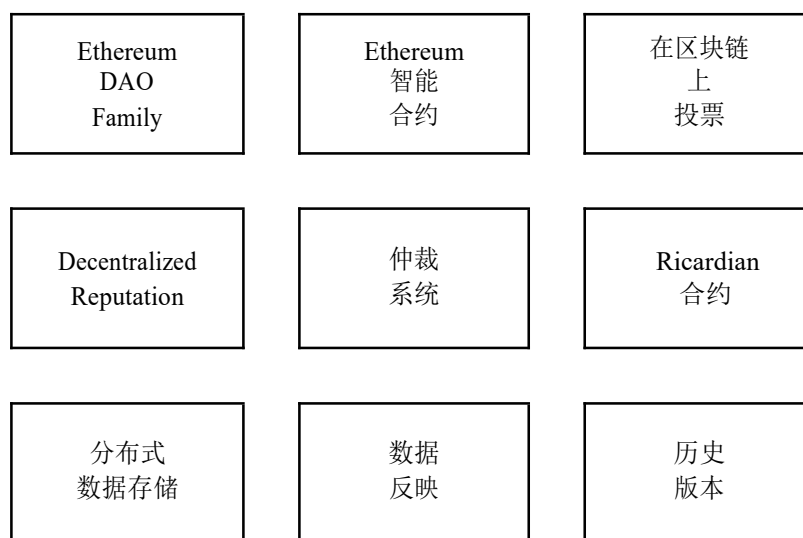 Ethereum
DAO
Family
Ethereum
智能
合约
在区块链
上
投票
Decentralized
Reputation
仲裁
系统
Ricardian
合约
分布式
数据存储
数据
反映
历史
版本